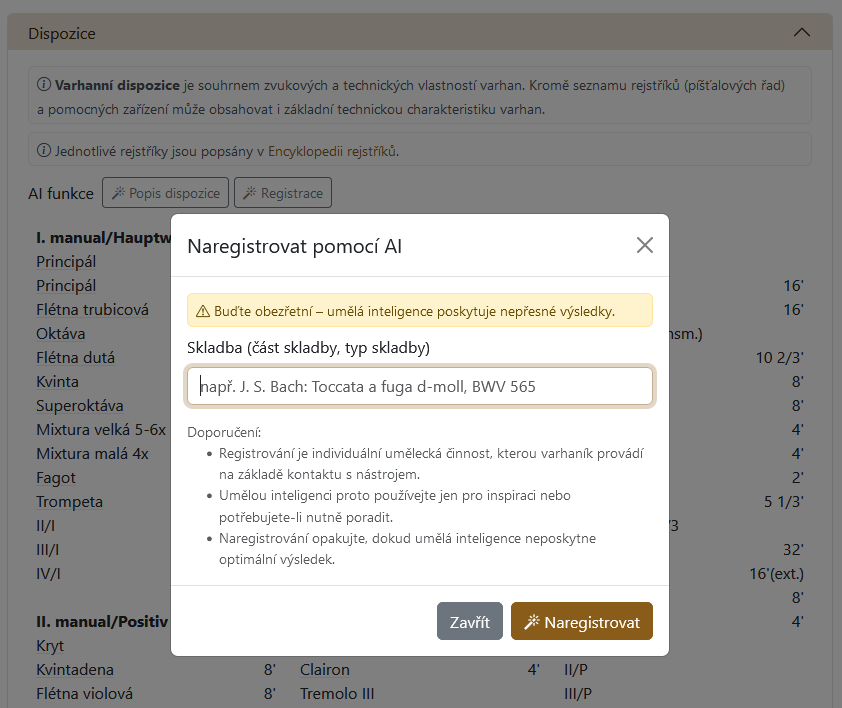 Dispozice
Varhanní dispozice je souhrnem zvukových a technických vlastností varhan. Kromě seznamu rejstříků (píšťalových řad)
a pomocných zařízení může obsahovat i základní technickou charakteristiku varhan.
Jednotlivé rejstříky jsou popsány v Encyklopedii rejstříků.
AI funkce Popis dispozice Registrace
I. manual/Hauptw
Principál
Principál 16'
Flétna trubicová 16'
Oktáva nsm.)
Flétna dutá 10 2/3'
Kvinta 8'
Superoktáva 8'
Mixtura velká 5-6x 4'
Mixtura malá 4x 4'
Fagot 2'
Trompeta 5 1/3'
II/I /3
III/I 32'
IV/I 16'(ext.)
8'
II. manual/Positiv 4'
Kryt
Kvintadena 8' Clairon 4' II/P
Flétna violová 8' Tremolo III III/P
Naregistrovat pomocí AI
Buďte obezřetní – umělá inteligence poskytuje nepřesné výsledky.
Skladba (část skladby, typ skladby)
např. J. S. Bach: Toccata a fuga d-moll, BWV 565
Doporučení:
• Registrování je individuální umělecká činnost, kterou varhaník provádí
na základě kontaktu s nástrojem.
• Umělou inteligenci proto používejte jen pro inspiraci nebo
potřebujete-li nutně poradit.
• Naregistrování opakujte, dokud umělá inteligence neposkytne
optimální výsledek.
Zavřít Naregistrovat